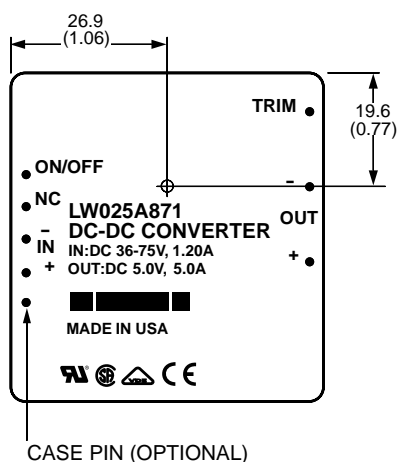 26.9
(1.06)
TRIM
19.6
(0.77)
ON/OFF
NC
–
–
LW025A871
OUT
DC-DC CONVERTER
IN
IN:DC 36-75V, 1.20A
+
+
OUT:DC 5.0V, 5.0A
MADE IN USA
VDE
CE
CASE PIN (OPTIONAL)